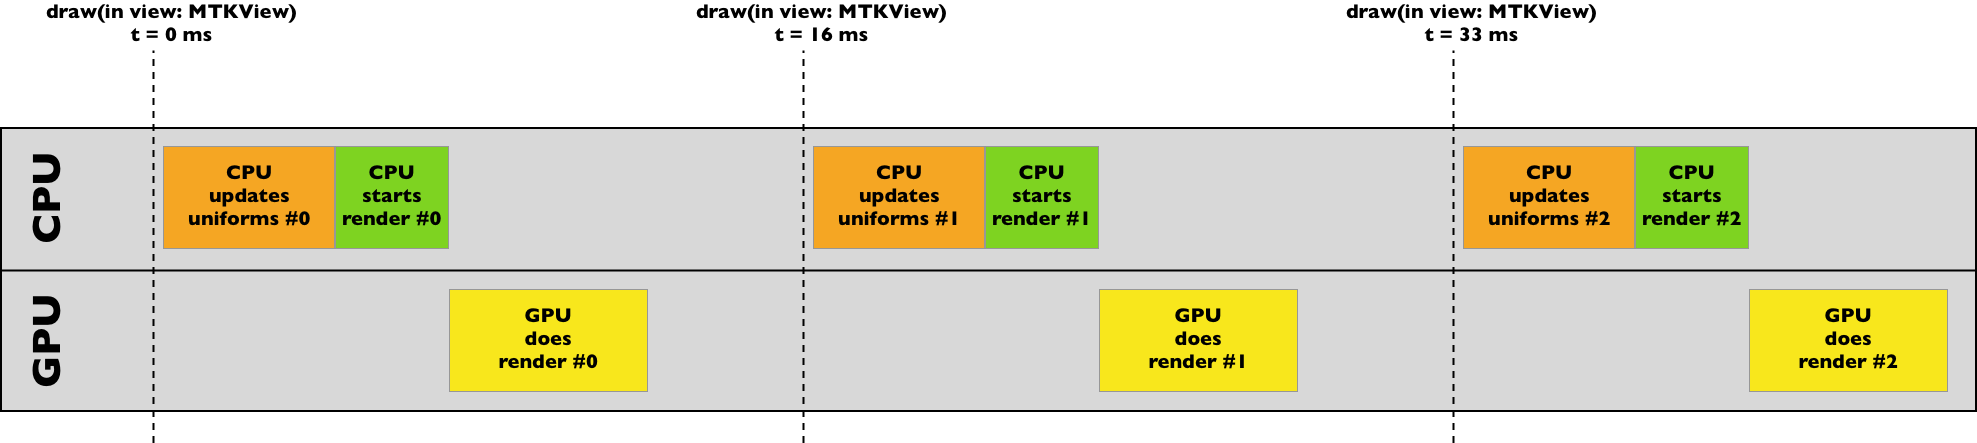 draw(in view: MTKView)
t = 0 ms
draw(in view: MTKView)
t = 16 ms
draw(in view: MTKView)
t = 33 ms
CPU
CPU
updates
uniforms #0
CPU
starts
render #0
CPU
updates
uniforms #1
CPU
starts
render #1
CPU
updates
uniforms #2
CPU
starts
render #2
GPU
GPU
does
render #0
GPU
does
render #1
GPU
does
render #2